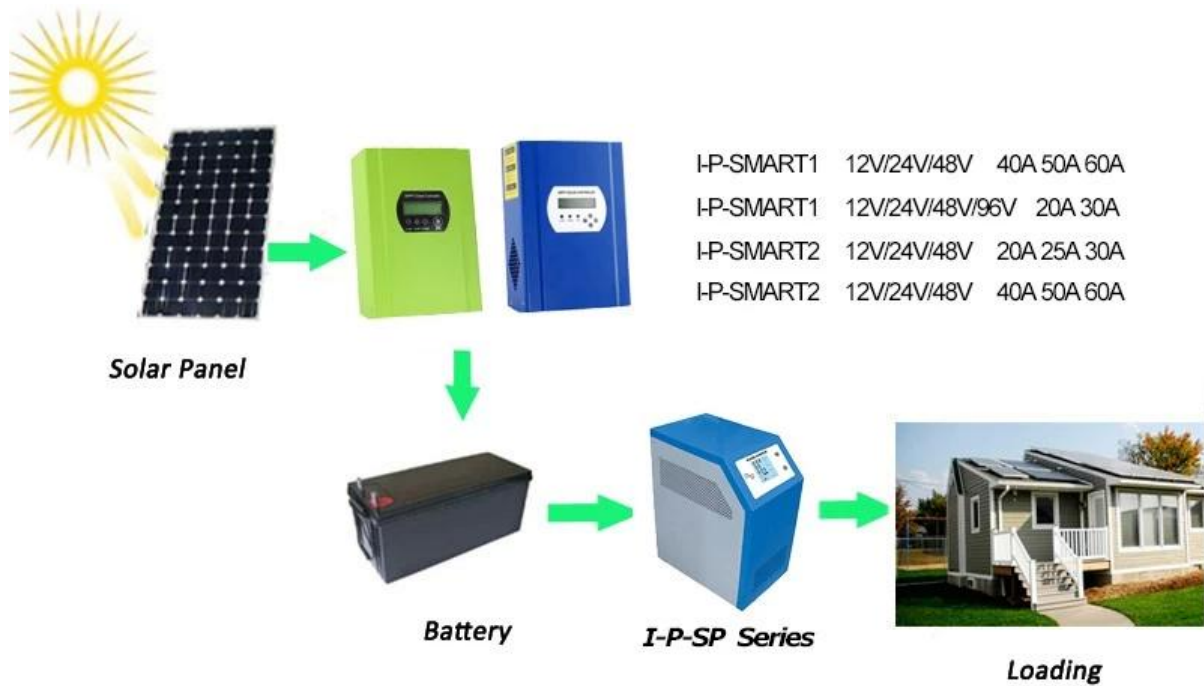 I-P-SMART1 12V/24V/48V 40A 50A 60A
I-P-SMART1 12V/24V/48V/96V 20A 30A
I-P-SMART2 12V/24V/48V 20A 25A 30A
I-P-SMART2 12V/24V/48V 40A 50A 60A
Solar Panel
Battery
I-P-SP Series
Loading